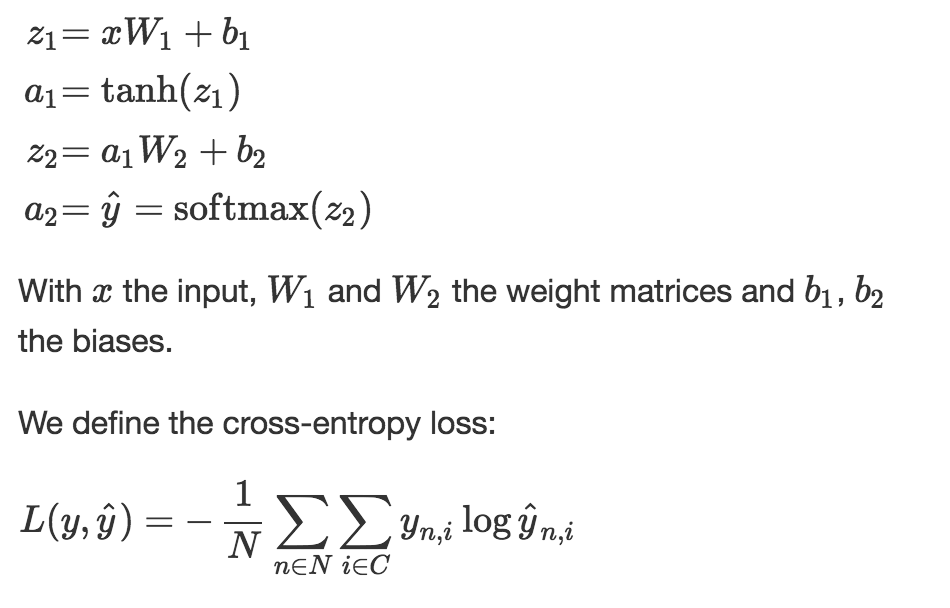 z₁= xW₁ + b₁
a₁= tanh(z₁)
z₂= a₁W₂ + b₂
a₂= ŷ = softmax(z₂)
With x the input, W₁ and W₂ the weight matrices and b₁, b₂
the biases.
We define the cross-entropy loss:
L(y, ŷ) = − 1/N ∑_{n∈N} ∑_{i∈C} y_{n,i} log ŷ_{n,i}